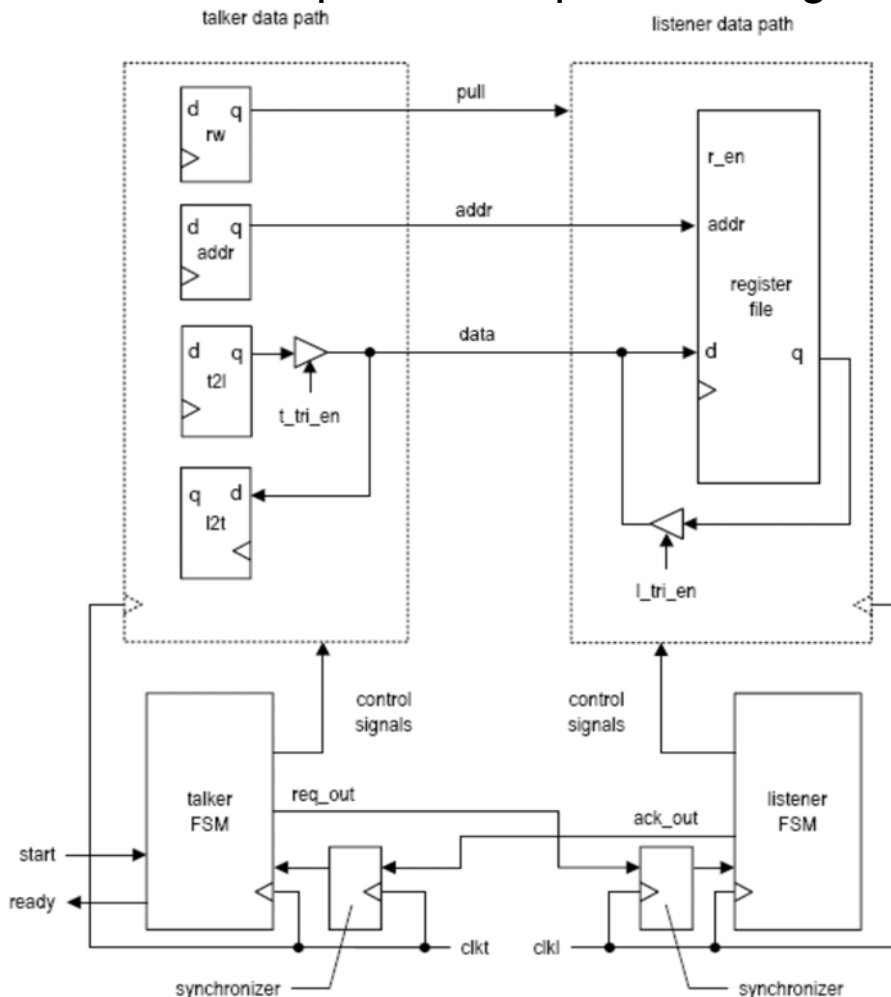 talker data path
listener data path
d q
rw
pull
r_en
d q
addr
addr
addr
register
file
d q
t2l
data
d
q
t_tri_en
q d
l2t
l_tri_en
control
signals
control
signals
talker
FSM
req_out
ack_out
listener
FSM
start
ready
clkt
clkl
synchronizer
synchronizer